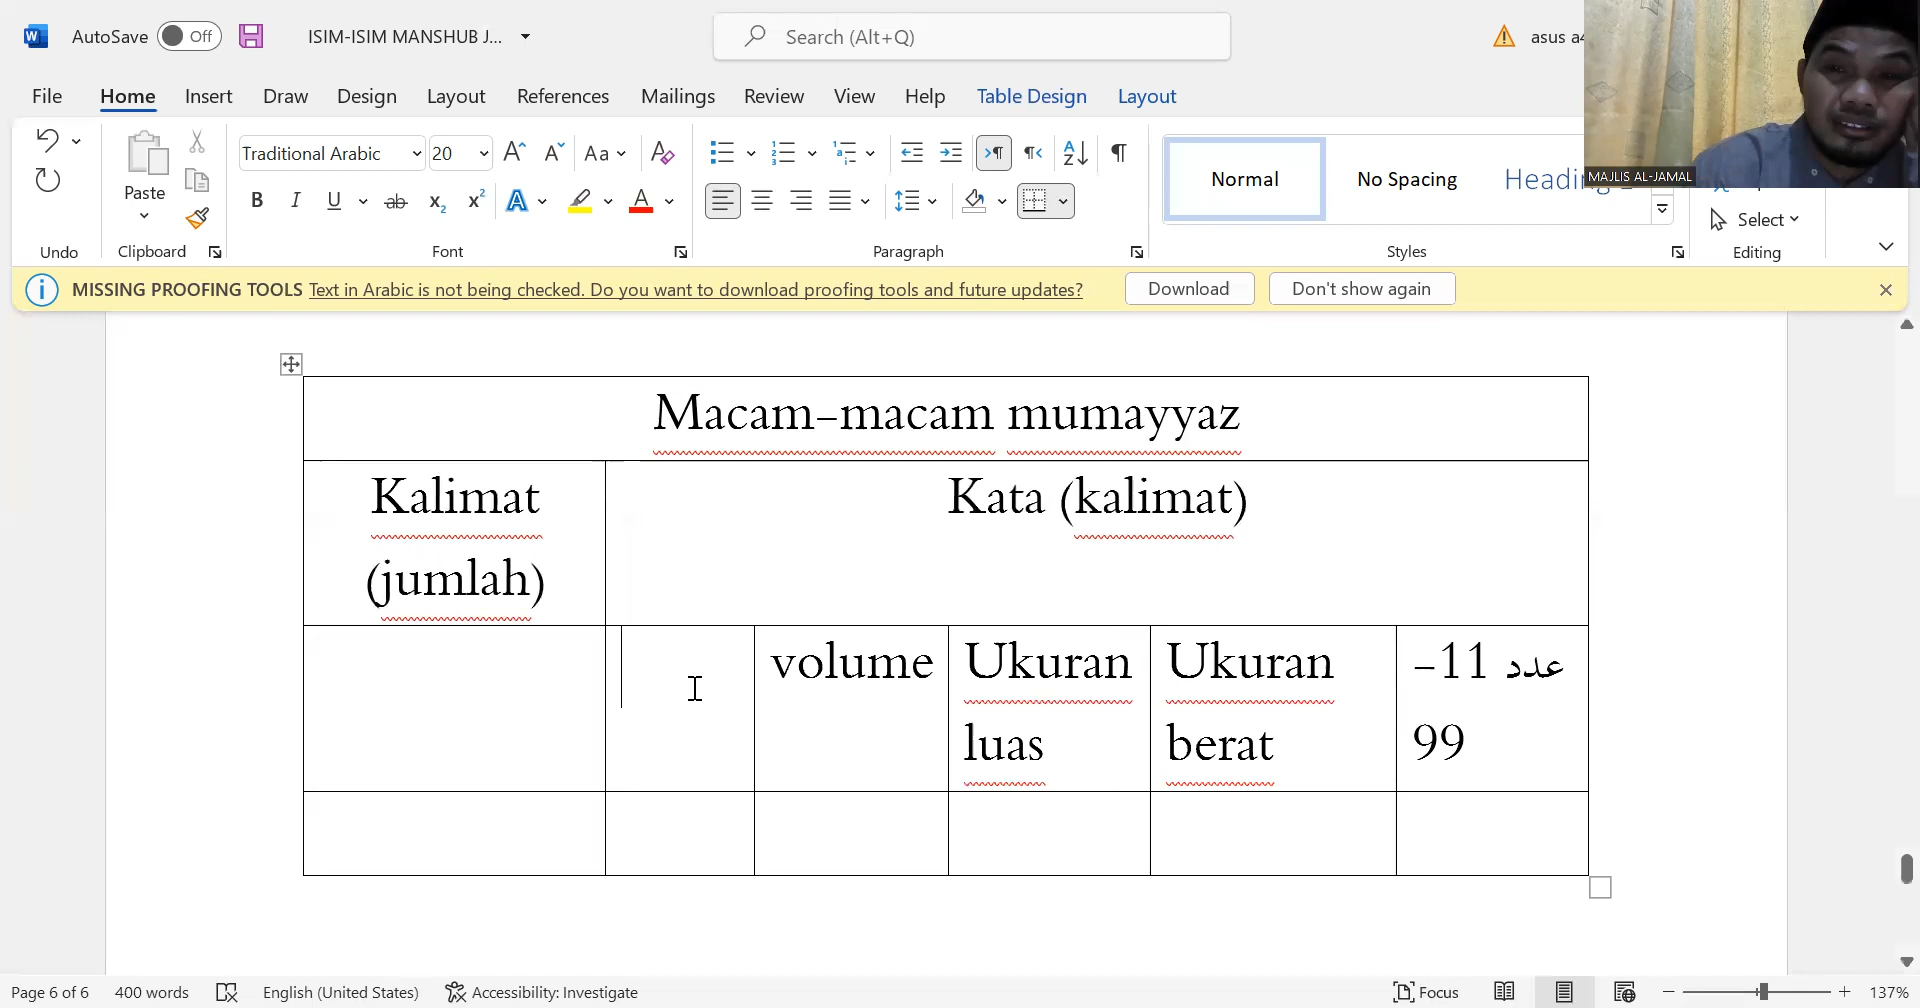 AutoSave Off ISIM-ISIM MANSHUB J... Search (Alt+Q) asus a4
File Home Insert Draw Design Layout References Mailings Review View Help Table Design Layout
MAJLIS AL-JAMAL
Paste
Traditional Arabic 20
Normal No Spacing Heading
Select
Undo Clipboard Font Paragraph Styles Editing
MISSING PROOFING TOOLS Text in Arabic is not being checked. Do you want to download proofing tools and future updates? Download Don't show again
Macam-macam mumayyaz
Kalimat
(jumlah)
Kata (kalimat)
volume
Ukuran
luas
Ukuran
berat
عدد 11-
99
Page 6 of 6 400 words English (United States) Accessibility: Investigate Focus 137%